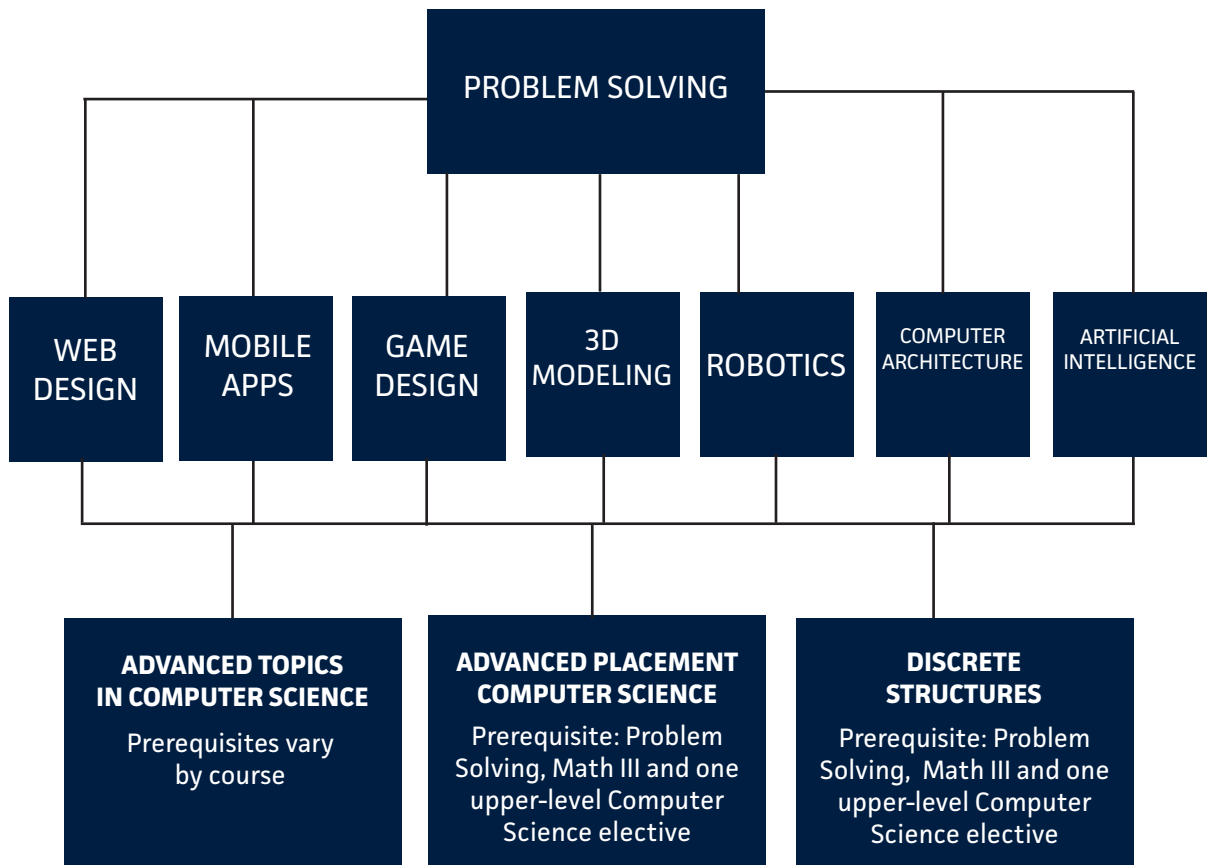 PROBLEM SOLVING
WEB
DESIGN
MOBILE
APPS
GAME
DESIGN
3D
MODELING
ROBOTICS
COMPUTER
ARCHITECTURE
ARTIFICIAL
INTELLIGENCE
ADVANCED TOPICS
IN COMPUTER SCIENCE
Prerequisites vary
by course
ADVANCED PLACEMENT
COMPUTER SCIENCE
Prerequisite: Problem
Solving, Math III and one
upper-level Computer
Science elective
DISCRETE
STRUCTURES
Prerequisite: Problem
Solving, Math III and one
upper-level Computer
Science elective